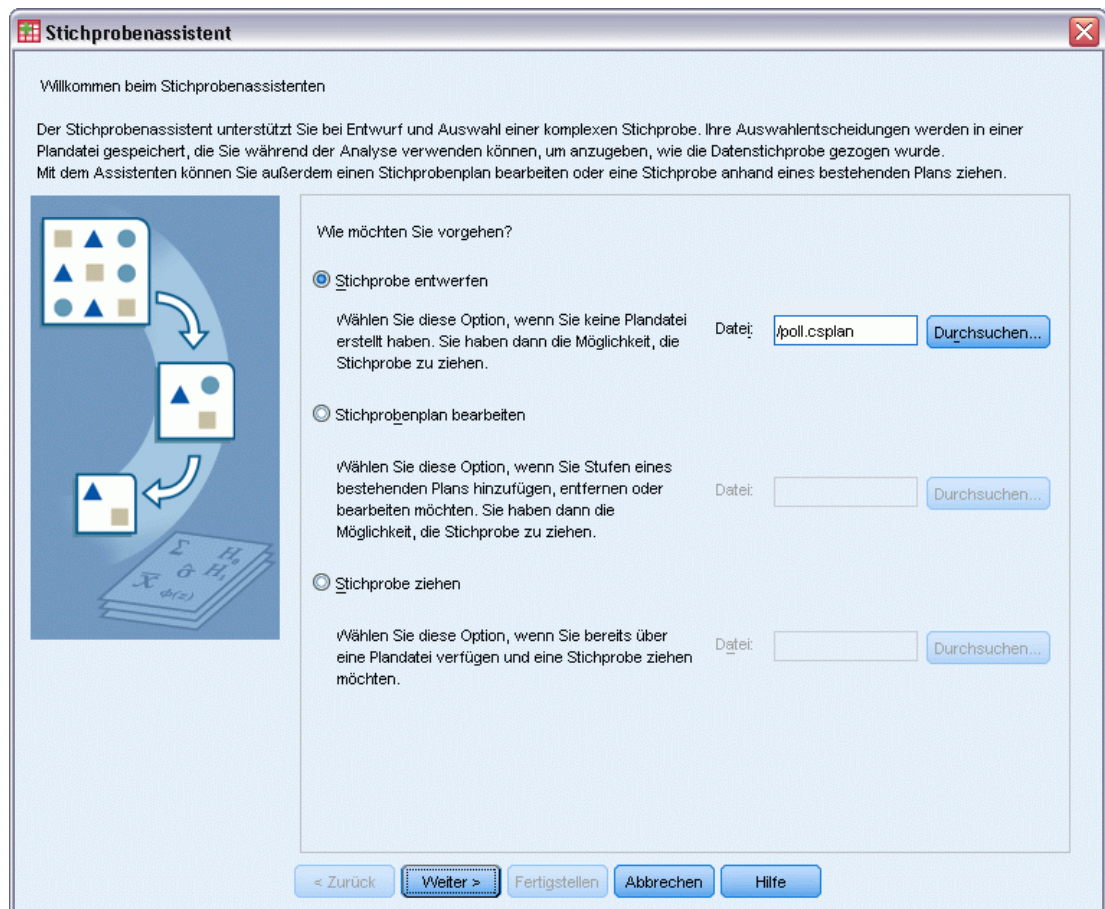 Stichprobenassistent
Willkommen beim Stichprobenassistenten
Der Stichprobenassistent unterstützt Sie bei Entwurf und Auswahl einer komplexen Stichprobe. Ihre Auswahlentscheidungen werden in einer
Plandatei gespeichert, die Sie während der Analyse verwenden können, um anzugeben, wie die Datenstichprobe gezogen wurde.
Mit dem Assistenten können Sie außerdem einen Stichprobenplan bearbeiten oder eine Stichprobe anhand eines bestehenden Plans ziehen.
Wie möchten Sie vorgehen?
Stichprobe entwerfen
Wählen Sie diese Option, wenn Sie keine Plandatei
erstellt haben. Sie haben dann die Möglichkeit, die
Stichprobe zu ziehen.
Datei: /poll.csplan Durchsuchen...
Stichprobenplan bearbeiten
Wählen Sie diese Option, wenn Sie Stufen eines
bestehenden Plans hinzufügen, entfernen oder
bearbeiten möchten. Sie haben dann die
Möglichkeit, die Stichprobe zu ziehen.
Datei: Durchsuchen...
Stichprobe ziehen
Wählen Sie diese Option, wenn Sie bereits über
eine Plandatei verfügen und eine Stichprobe ziehen
möchten.
Datei: Durchsuchen...
Σ H₀
x̅ σ̂ H₁
φ(z)
< Zurück Weiter > Fertigstellen Abbrechen Hilfe